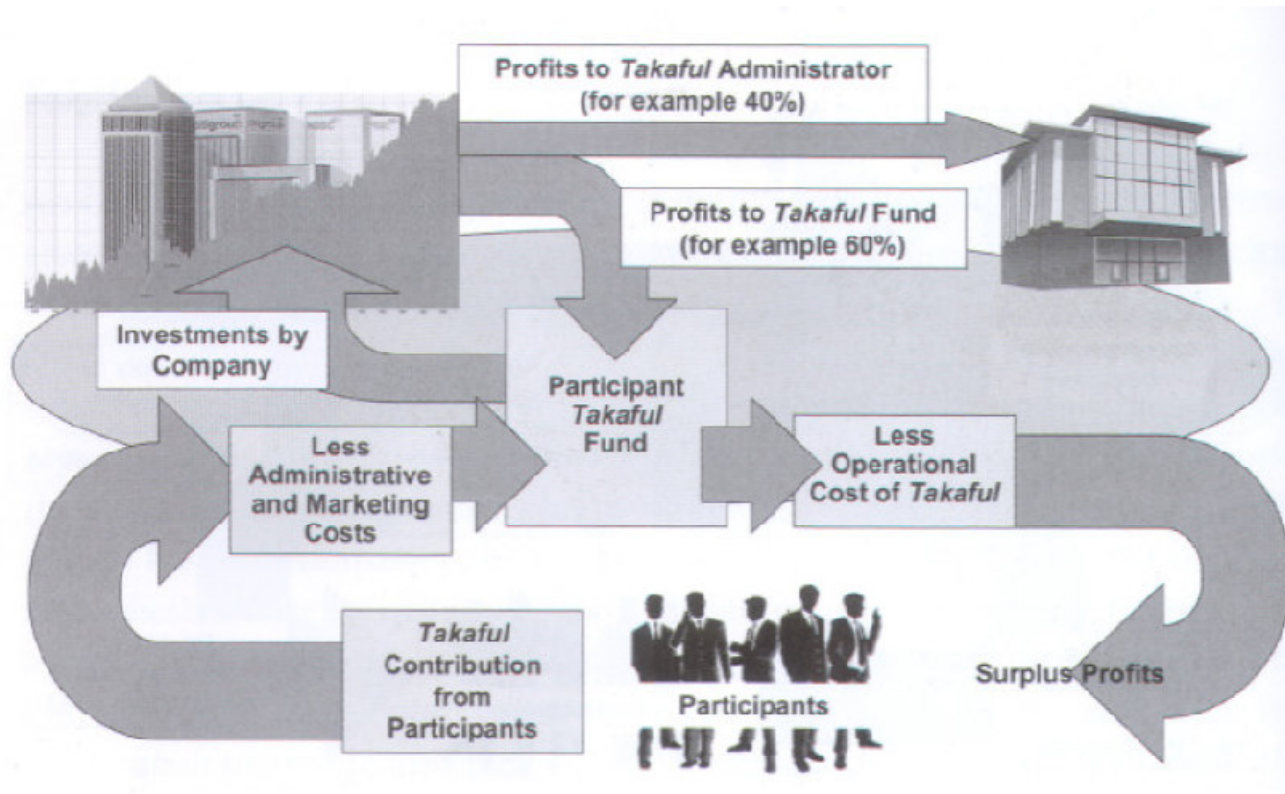 Profits to Takaful Administrator
(for example 40%)
Profits to Takaful Fund
(for example 60%)
Investments by
Company
Participant
Takaful
Fund
Less
Administrative
and Marketing
Costs
Less
Operational
Cost of Takaful
Takaful
Contribution
from
Participants
Participants
Surplus Profits